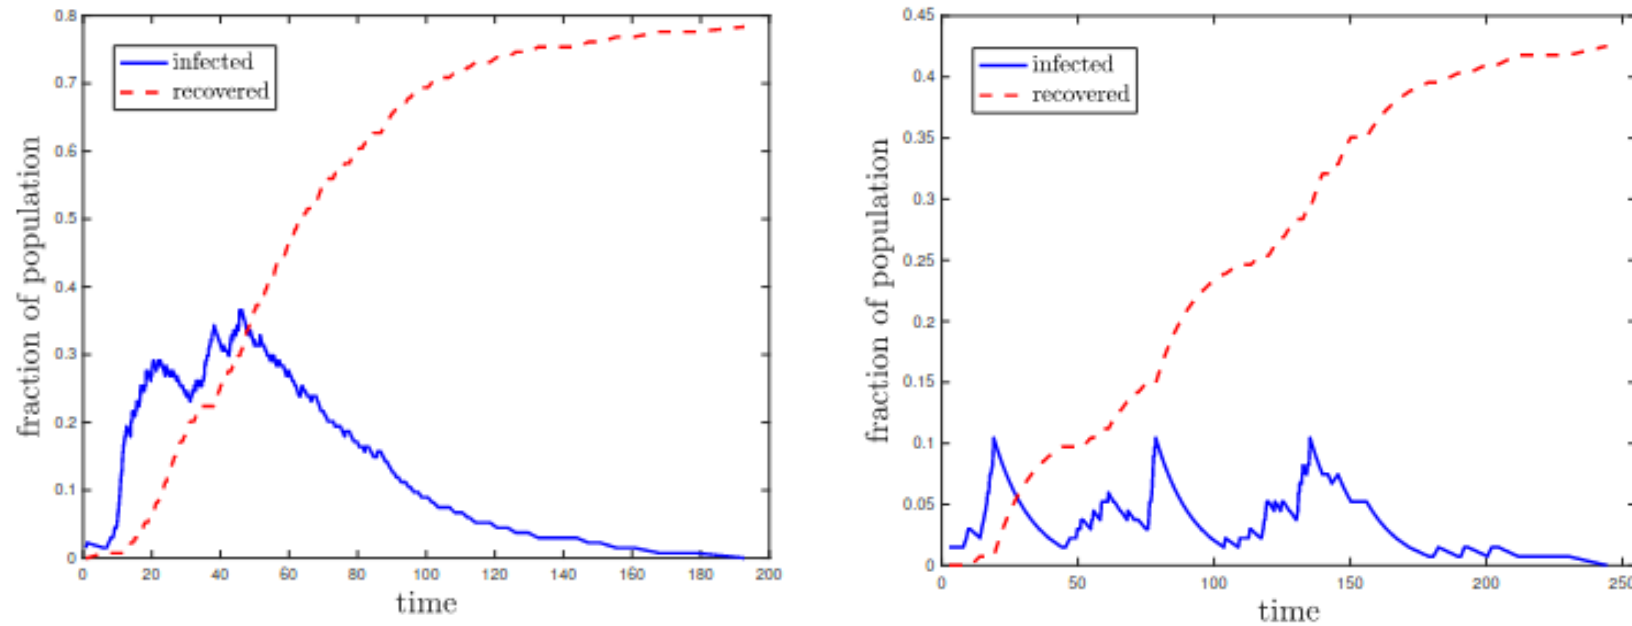 0.8
0.7
0.6
0.5
0.4
0.3
0.2
0.1
0
fraction of population
infected
recovered
0 20 40 60 80 100 120 140 160 180 200
time
0.45
0.4
0.35
0.3
0.25
0.2
0.15
0.1
0.05
0
fraction of population
infected
recovered
0 50 100 150 200 250
time